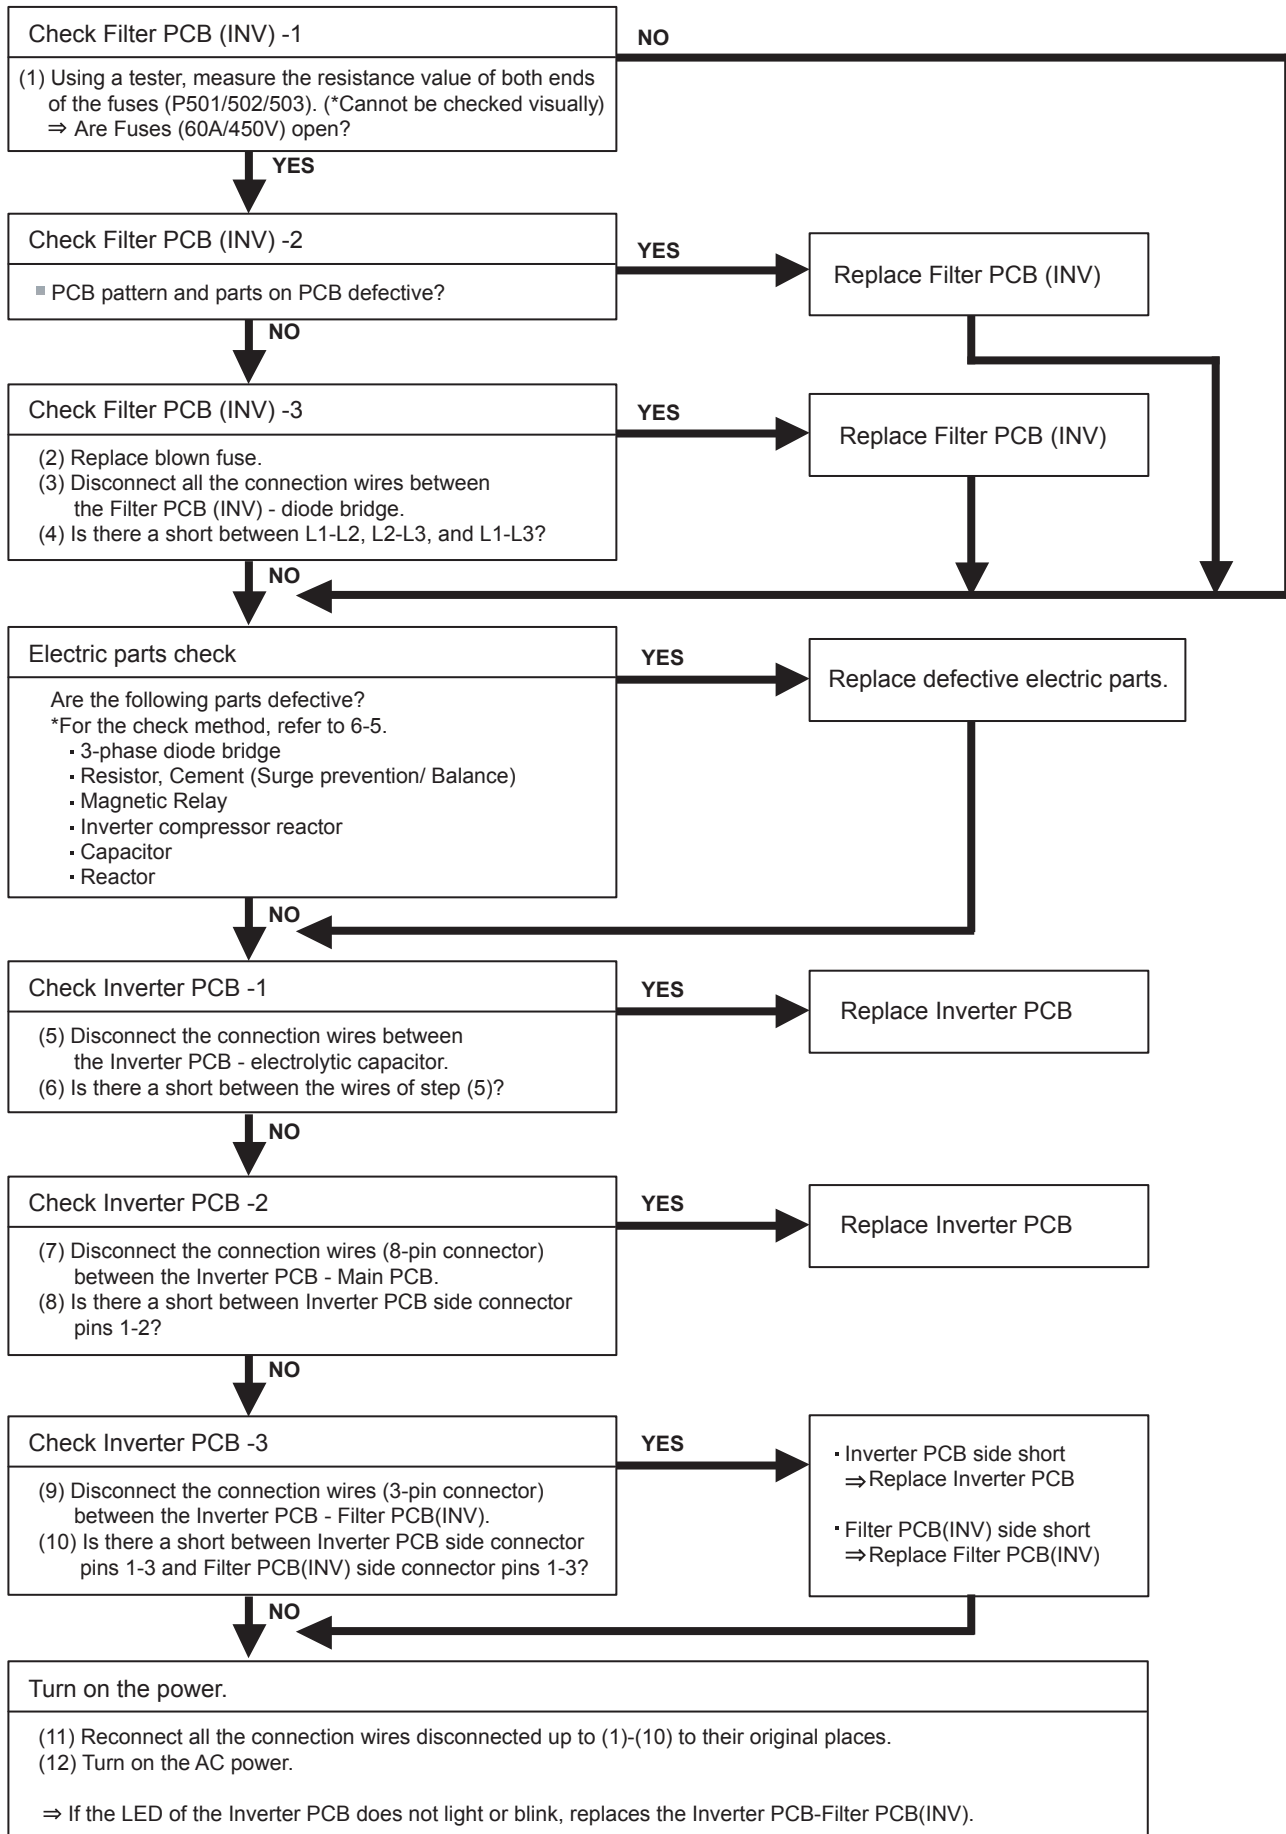 Check Filter PCB (INV) -1
NO
(1) Using a tester, measure the resistance value of both ends
of the fuses (P501/502/503). (*Cannot be checked visually)
⇒ Are Fuses (60A/450V) open?
YES
Check Filter PCB (INV) -2
YES
Replace Filter PCB (INV)
■ PCB pattern and parts on PCB defective?
NO
Check Filter PCB (INV) -3
YES
Replace Filter PCB (INV)
(2) Replace blown fuse.
(3) Disconnect all the connection wires between
the Filter PCB (INV) - diode bridge.
(4) Is there a short between L1-L2, L2-L3, and L1-L3?
NO
Electric parts check
YES
Replace defective electric parts.
Are the following parts defective?
*For the check method, refer to 6-5.
· 3-phase diode bridge
· Resistor, Cement (Surge prevention/ Balance)
· Magnetic Relay
· Inverter compressor reactor
· Capacitor
· Reactor
NO
Check Inverter PCB -1
YES
Replace Inverter PCB
(5) Disconnect the connection wires between
the Inverter PCB - electrolytic capacitor.
(6) Is there a short between the wires of step (5)?
NO
Check Inverter PCB -2
YES
Replace Inverter PCB
(7) Disconnect the connection wires (8-pin connector)
between the Inverter PCB - Main PCB.
(8) Is there a short between Inverter PCB side connector
pins 1-2?
NO
Check Inverter PCB -3
YES
(9) Disconnect the connection wires (3-pin connector)
between the Inverter PCB - Filter PCB(INV).
(10) Is there a short between Inverter PCB side connector
pins 1-3 and Filter PCB(INV) side connector pins 1-3?
· Inverter PCB side short
⇒ Replace Inverter PCB
· Filter PCB(INV) side short
⇒ Replace Filter PCB(INV)
NO
Turn on the power.
(11) Reconnect all the connection wires disconnected up to (1)-(10) to their original places.
(12) Turn on the AC power.
⇒ If the LED of the Inverter PCB does not light or blink, replaces the Inverter PCB-Filter PCB(INV).